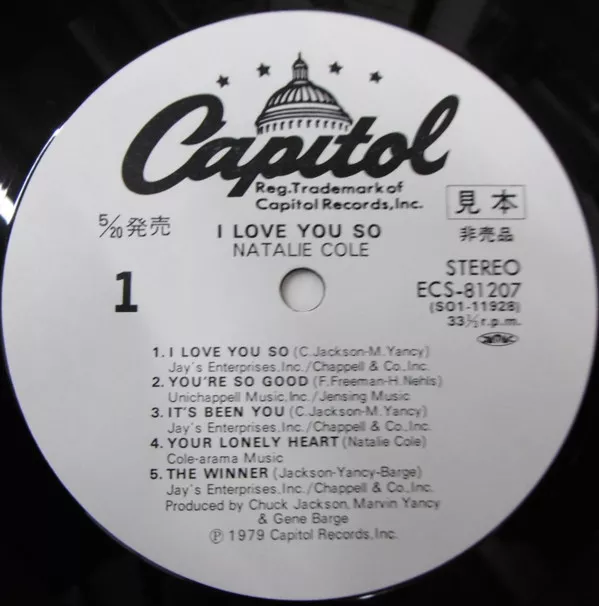 Capitol
Reg.Trademark of
Capitol Records,Inc.
見本
5/20発売
I LOVE YOU SO
非売品
NATALIE COLE
STEREO
1
ECS-81207
(SO1-11928)
33⅓r.p.m.
1. I LOVE YOU SO (C.Jackson-M.Yancy)
Jay's Enterprises.Inc./Chappell & Co.,Inc.
2. YOU'RE SO GOOD (F.Freeman-H.Nehls)
Unichappell Music.Inc./Jensing Music
3. IT'S BEEN YOU (C.Jackson-M.Yancy)
Jay's Enterprises.Inc./Chappell & Co.,Inc.
4. YOUR LONELY HEART (Natalie Cole)
Cole-arama Music
5. THE WINNER (Jackson-Yancy-Barge)
Jay's Enterprises.Inc./Chappell & Co.,Inc.
Produced by Chuck Jackson, Marvin Yancy
& Gene Barge
Ⓟ 1979 Capitol Records,Inc.